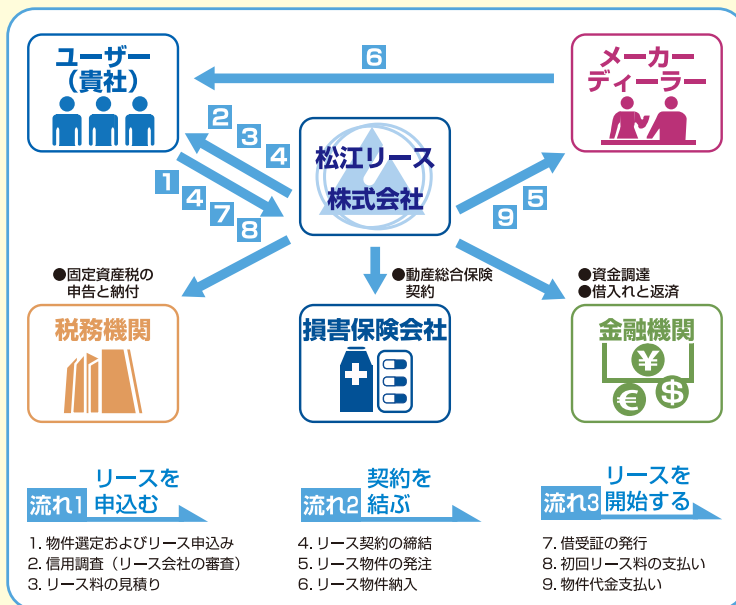 ユーザー
(貴社)
6
メーカー
ディーラー
2
3
4
松江リース
株式会社
1
4
7
8
9
5
●固定資産税の
申告と納付
●動産総合保険
契約
●資金調達
●借入れと返済
税務機関
損害保険会社
金融機関
¥
€
$
流れ1
リースを
申込む
1. 物件選定およびリース申込み
2. 信用調査（リース会社の審査）
3. リース料の見積り
流れ2
契約を
結ぶ
4. リース契約の締結
5. リース物件の発注
6. リース物件納入
流れ3
リースを
開始する
7. 借受証の発行
8. 初回リース料の支払い
9. 物件代金支払い